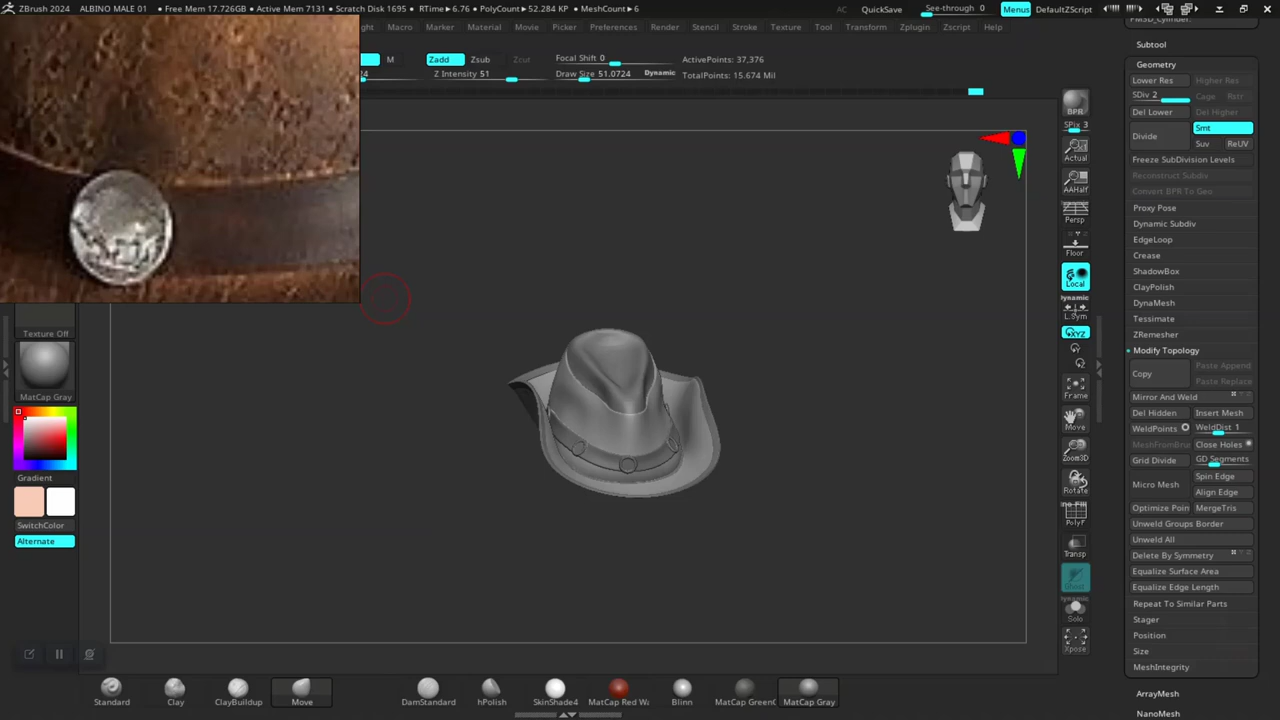 ZBrush 2024 ALBINO MALE 01 • Free Mem 17.726GB • Active Mem 7131 • Scratch Disk 1695 • RTime▸6.76 • PolyCount▸52.284 KP • MeshCount▸6 AC QuickSave See-through 0 Menus DefaultZScript
Macro Marker Material Movie Picker Preferences Render Stencil Stroke Texture Tool Transform Zplugin Zscript Help
M Zadd Zsub Zcut Focal Shift 0 ActivePoints: 37,376
24 Z Intensity 51 Draw Size 51.0724 Dynamic TotalPoints: 15.674 Mil
Texture Off
MatCap Gray
Gradient
SwitchColor
Alternate
BPR
SPix 3
Actual
AAHalf
Persp
Floor
Local
Dynamic
L.Sym
XYZ
Frame
Move
Zoom3D
Rotate
PolyF
Transp
Ghost
Dynamic
Solo
Xpose
PM3D_Cylinder.
Subtool
Geometry
Lower Res Higher Res
SDiv 2 Cage Rstr
Del Lower Del Higher
Divide Smt
Suv ReUV
Freeze SubDivision Levels
Reconstruct Subdiv
Convert BPR To Geo
Proxy Pose
Dynamic Subdiv
EdgeLoop
Crease
ShadowBox
ClayPolish
DynaMesh
Tessimate
ZRemesher
Modify Topology
Copy Paste Append
Paste Replace
Mirror And Weld
Del Hidden Insert Mesh
WeldPoints WeldDist 1
MeshFromBru Close Holes
Grid Divide GD Segments
Micro Mesh Spin Edge
Align Edge
Optimize Poin MergeTris
Unweld Groups Border
Unweld All
Delete By Symmetry
Equalize Surface Area
Equalize Edge Length
Repeat To Similar Parts
Stager
Position
Size
MeshIntegrity
ArrayMesh
NanoMesh
Standard Clay ClayBuildup Move DamStandard hPolish SkinShade4 MatCap Red Wa Blinn MatCap GreenC MatCap Gray